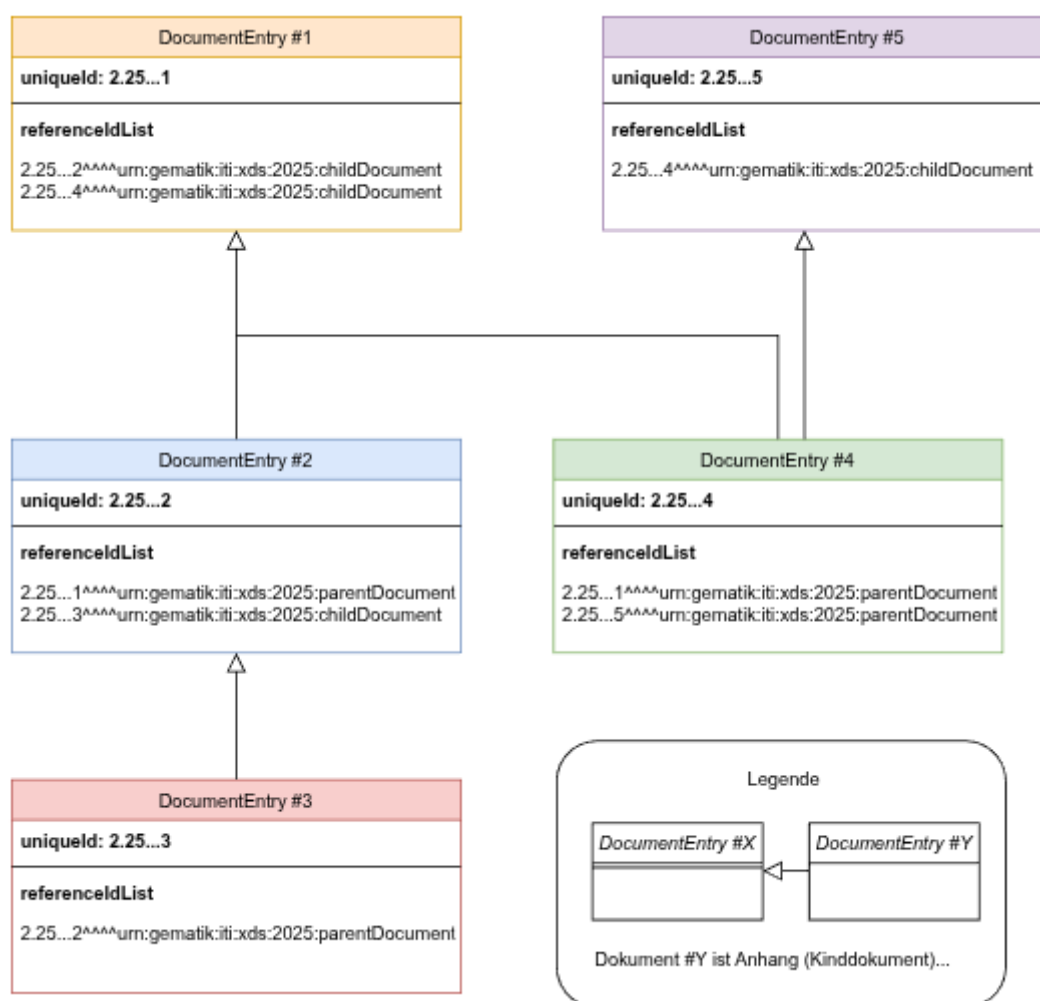 DocumentEntry #1
uniqueId: 2.25...1
referenceIdList
2.25...2^^^^urn:gematik:iti:xds:2025:childDocument
2.25...4^^^^urn:gematik:iti:xds:2025:childDocument
DocumentEntry #5
uniqueId: 2.25...5
referenceIdList
2.25...4^^^^urn:gematik:iti:xds:2025:childDocument
DocumentEntry #2
uniqueId: 2.25...2
referenceIdList
2.25...1^^^^urn:gematik:iti:xds:2025:parentDocument
2.25...3^^^^urn:gematik:iti:xds:2025:childDocument
DocumentEntry #4
uniqueId: 2.25...4
referenceIdList
2.25...1^^^^urn:gematik:iti:xds:2025:parentDocument
2.25...5^^^^urn:gematik:iti:xds:2025:parentDocument
DocumentEntry #3
uniqueId: 2.25...3
referenceIdList
2.25...2^^^^urn:gematik:iti:xds:2025:parentDocument
Legende
DocumentEntry #X
DocumentEntry #Y
Dokument #Y ist Anhang (Kinddokument)...